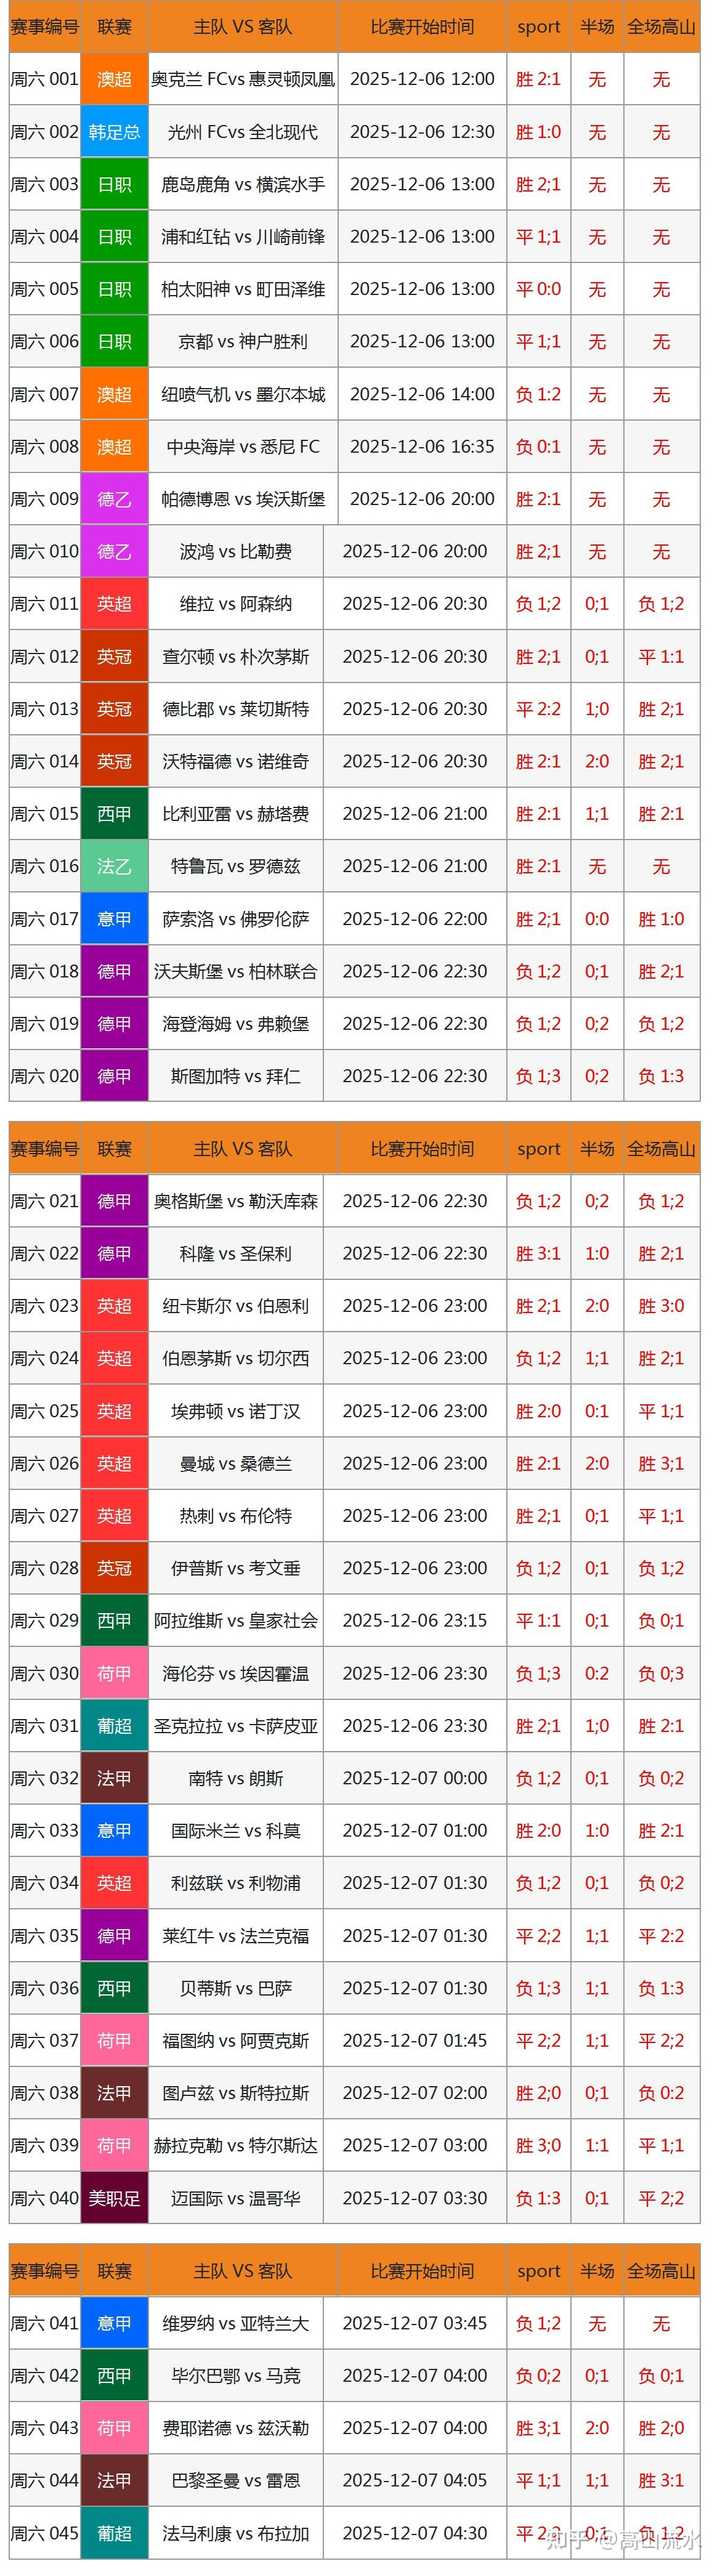 赛事编号 联赛 主队 VS 客队 比赛开始时间 sport 半场 全场高山
周六 001 澳超 奥克兰 FCvs 惠灵顿凤凰 2025-12-06 12:00 胜 2:1 无 无
周六 002 韩足总 光州 FCvs 全北现代 2025-12-06 12:30 胜 1:0 无 无
周六 003 日职 鹿岛鹿角 vs 横滨水手 2025-12-06 13:00 胜 2;1 无 无
周六 004 日职 浦和红钻 vs 川崎前锋 2025-12-06 13:00 平 1;1 无 无
周六 005 日职 柏太阳神 vs 町田泽维 2025-12-06 13:00 平 0:0 无 无
周六 006 日职 京都 vs 神户胜利 2025-12-06 13:00 平 1;1 无 无
周六 007 澳超 纽喷气机 vs 墨尔本城 2025-12-06 14:00 负 1:2 无 无
周六 008 澳超 中央海岸 vs 悉尼 FC 2025-12-06 16:35 负 0:1 无 无
周六 009 德乙 帕德博恩 vs 埃沃斯堡 2025-12-06 20:00 胜 2:1 无 无
周六 010 德乙 波鸿 vs 比勒费 2025-12-06 20:00 胜 2;1 无 无
周六 011 英超 维拉 vs 阿森纳 2025-12-06 20:30 负 1;2 0;1 负 1;2
周六 012 英冠 查尔顿 vs 朴次茅斯 2025-12-06 20:30 胜 2;1 0;1 平 1:1
周六 013 英冠 德比郡 vs 莱切斯特 2025-12-06 20:30 平 2:2 1;0 胜 2;1
周六 014 英冠 沃特福德 vs 诺维奇 2025-12-06 20:30 胜 2:1 2:0 胜 2;1
周六 015 西甲 比利亚雷 vs 赫塔费 2025-12-06 21:00 胜 2:1 1;1 胜 2:1
周六 016 法乙 特鲁瓦 vs 罗德兹 2025-12-06 21:00 胜 2:1 无 无
周六 017 意甲 萨索洛 vs 佛罗伦萨 2025-12-06 22:00 胜 2;1 0:0 胜 1:0
周六 018 德甲 沃夫斯堡 vs 柏林联合 2025-12-06 22:30 负 1;2 0;1 胜 2;1
周六 019 德甲 海登海姆 vs 弗赖堡 2025-12-06 22:30 负 1;2 0;2 负 1;2
周六 020 德甲 斯图加特 vs 拜仁 2025-12-06 22:30 负 1:3 0;2 负 1:3
赛事编号 联赛 主队 VS 客队 比赛开始时间 sport 半场 全场高山
周六 021 德甲 奥格斯堡 vs 勒沃库森 2025-12-06 22:30 负 1;2 0;2 负 1;2
周六 022 德甲 科隆 vs 圣保利 2025-12-06 22:30 胜 3:1 1:0 胜 2;1
周六 023 英超 纽卡斯尔 vs 伯恩利 2025-12-06 23:00 胜 2;1 2:0 胜 3:0
周六 024 英超 伯恩茅斯 vs 切尔西 2025-12-06 23:00 负 1;2 1;1 胜 2;1
周六 025 英超 埃弗顿 vs 诺丁汉 2025-12-06 23:00 胜 2:0 0:1 平 1;1
周六 026 英超 曼城 vs 桑德兰 2025-12-06 23:00 胜 2:1 2:0 胜 3;1
周六 027 英超 热刺 vs 布伦特 2025-12-06 23:00 胜 2;1 0;1 平 1;1
周六 028 英冠 伊普斯 vs 考文垂 2025-12-06 23:00 负 1;2 0;1 负 1;2
周六 029 西甲 阿拉维斯 vs 皇家社会 2025-12-06 23:15 平 1:1 0;1 负 0;1
周六 030 荷甲 海伦芬 vs 埃因霍温 2025-12-06 23:30 负 1;3 0:2 负 0;3
周六 031 葡超 圣克拉拉 vs 卡萨皮亚 2025-12-06 23:30 胜 2;1 1;0 胜 2:1
周六 032 法甲 南特 vs 朗斯 2025-12-07 00:00 负 1;2 0;1 负 0;2
周六 033 意甲 国际米兰 vs 科莫 2025-12-07 01:00 胜 2:0 1:0 胜 2:1
周六 034 英超 利兹联 vs 利物浦 2025-12-07 01:30 负 1;2 0;1 负 0;2
周六 035 德甲 莱红牛 vs 法兰克福 2025-12-07 01:30 平 2;2 1;1 平 2:2
周六 036 西甲 贝蒂斯 vs 巴萨 2025-12-07 01:30 负 1;3 1;1 负 1:3
周六 037 荷甲 福图纳 vs 阿贾克斯 2025-12-07 01:45 平 2;2 1;1 平 2;2
周六 038 法甲 图卢兹 vs 斯特拉斯 2025-12-07 02:00 胜 2;0 0;1 负 0:2
周六 039 荷甲 赫拉克勒 vs 特尔斯达 2025-12-07 03:00 胜 3;0 1:1 平 1;1
周六 040 美职足 迈国际 vs 温哥华 2025-12-07 03:30 负 1:3 0;1 平 2;2
赛事编号 联赛 主队 VS 客队 比赛开始时间 sport 半场 全场高山
周六 041 意甲 维罗纳 vs 亚特兰大 2025-12-07 03:45 负 1;2 无 无
周六 042 西甲 毕尔巴鄂 vs 马竞 2025-12-07 04:00 负 0;2 0;1 负 0;1
周六 043 荷甲 费耶诺德 vs 兹沃勒 2025-12-07 04:00 胜 3;1 2:0 胜 2;0
周六 044 法甲 巴黎圣曼 vs 雷恩 2025-12-07 04:05 平 1;1 1;1 胜 3:1
周六 045 葡超 法马利康 vs 布拉加 2025-12-07 04:30 平 2:2 0;1 负 1:2
知乎 @高山流水